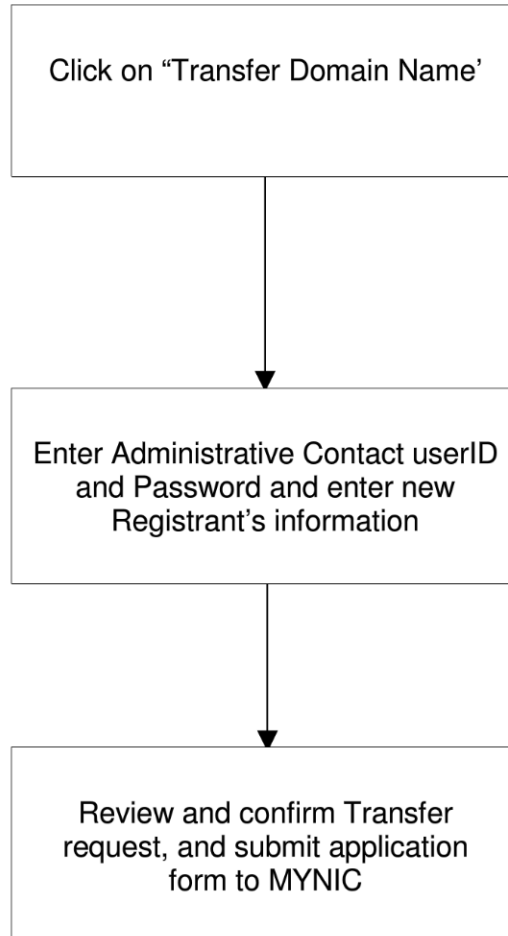 Click on “Transfer Domain Name’
Enter Administrative Contact userID
and Password and enter new
Registrant’s information
Review and confirm Transfer
request, and submit application
form to MYNIC